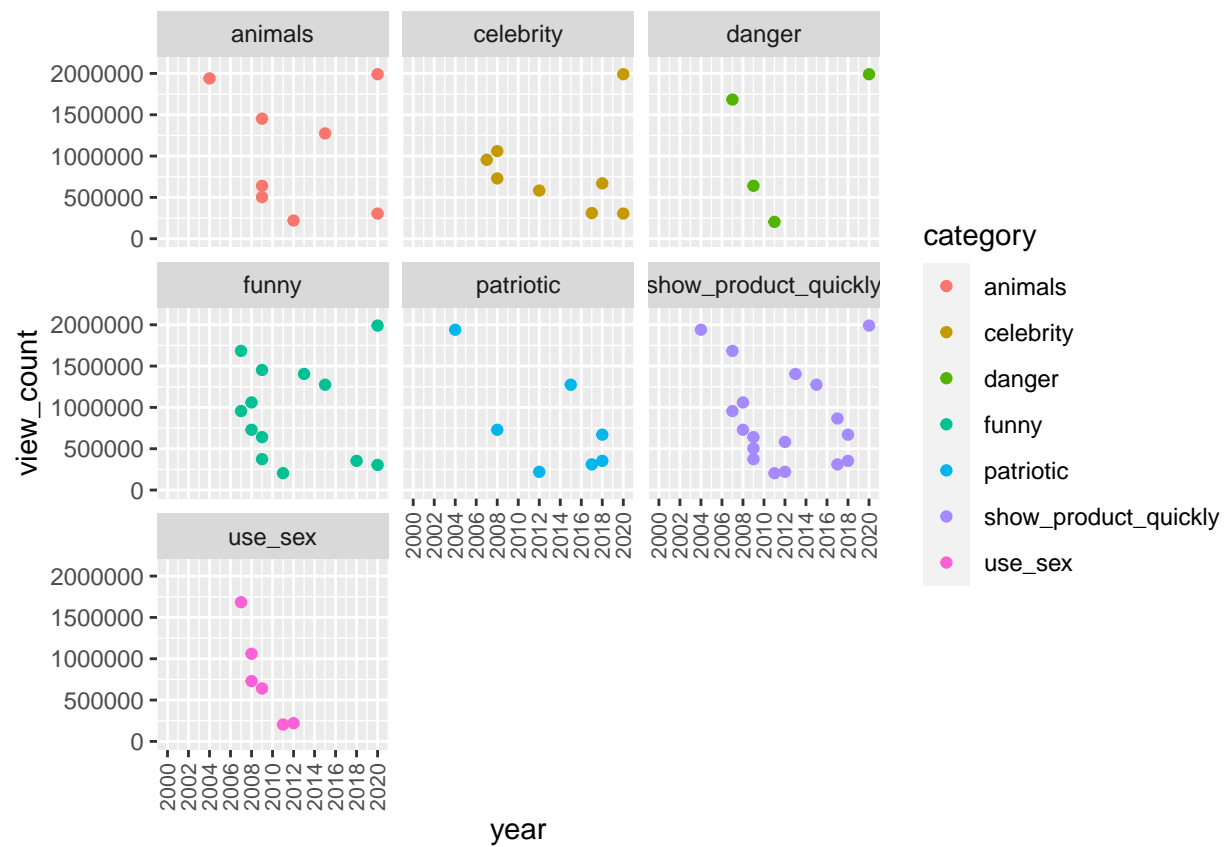 animals celebrity danger
2000000
1500000
1000000
500000
0
funny patriotic show_product_quickly
2000000
1500000
1000000
500000
0
2000 2002 2004 2006 2008 2010 2012 2014 2016 2018 2020
2000 2002 2004 2006 2008 2010 2012 2014 2016 2018 2020
use_sex
2000000
1500000
1000000
500000
0
2000 2002 2004 2006 2008 2010 2012 2014 2016 2018 2020
year
view_count
category
animals
celebrity
danger
funny
patriotic
show_product_quickly
use_sex